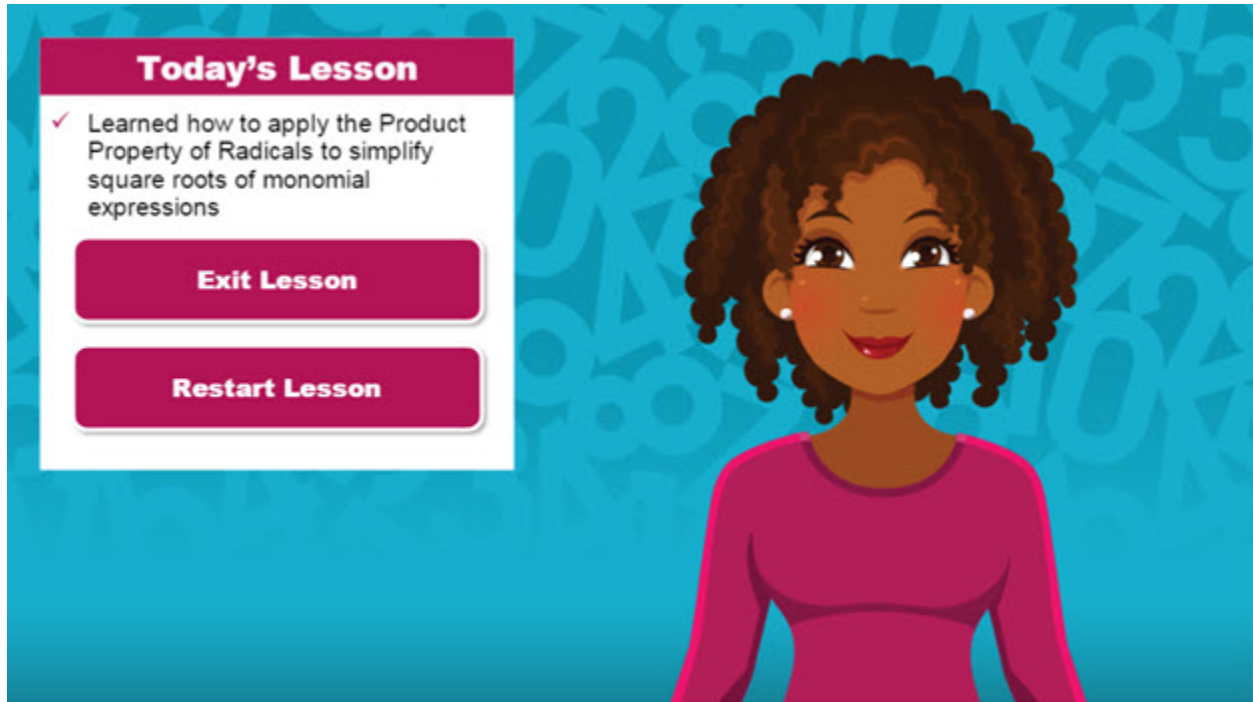 Today's Lesson
✓ Learned how to apply the Product
Property of Radicals to simplify
square roots of monomial
expressions
Exit Lesson
Restart Lesson